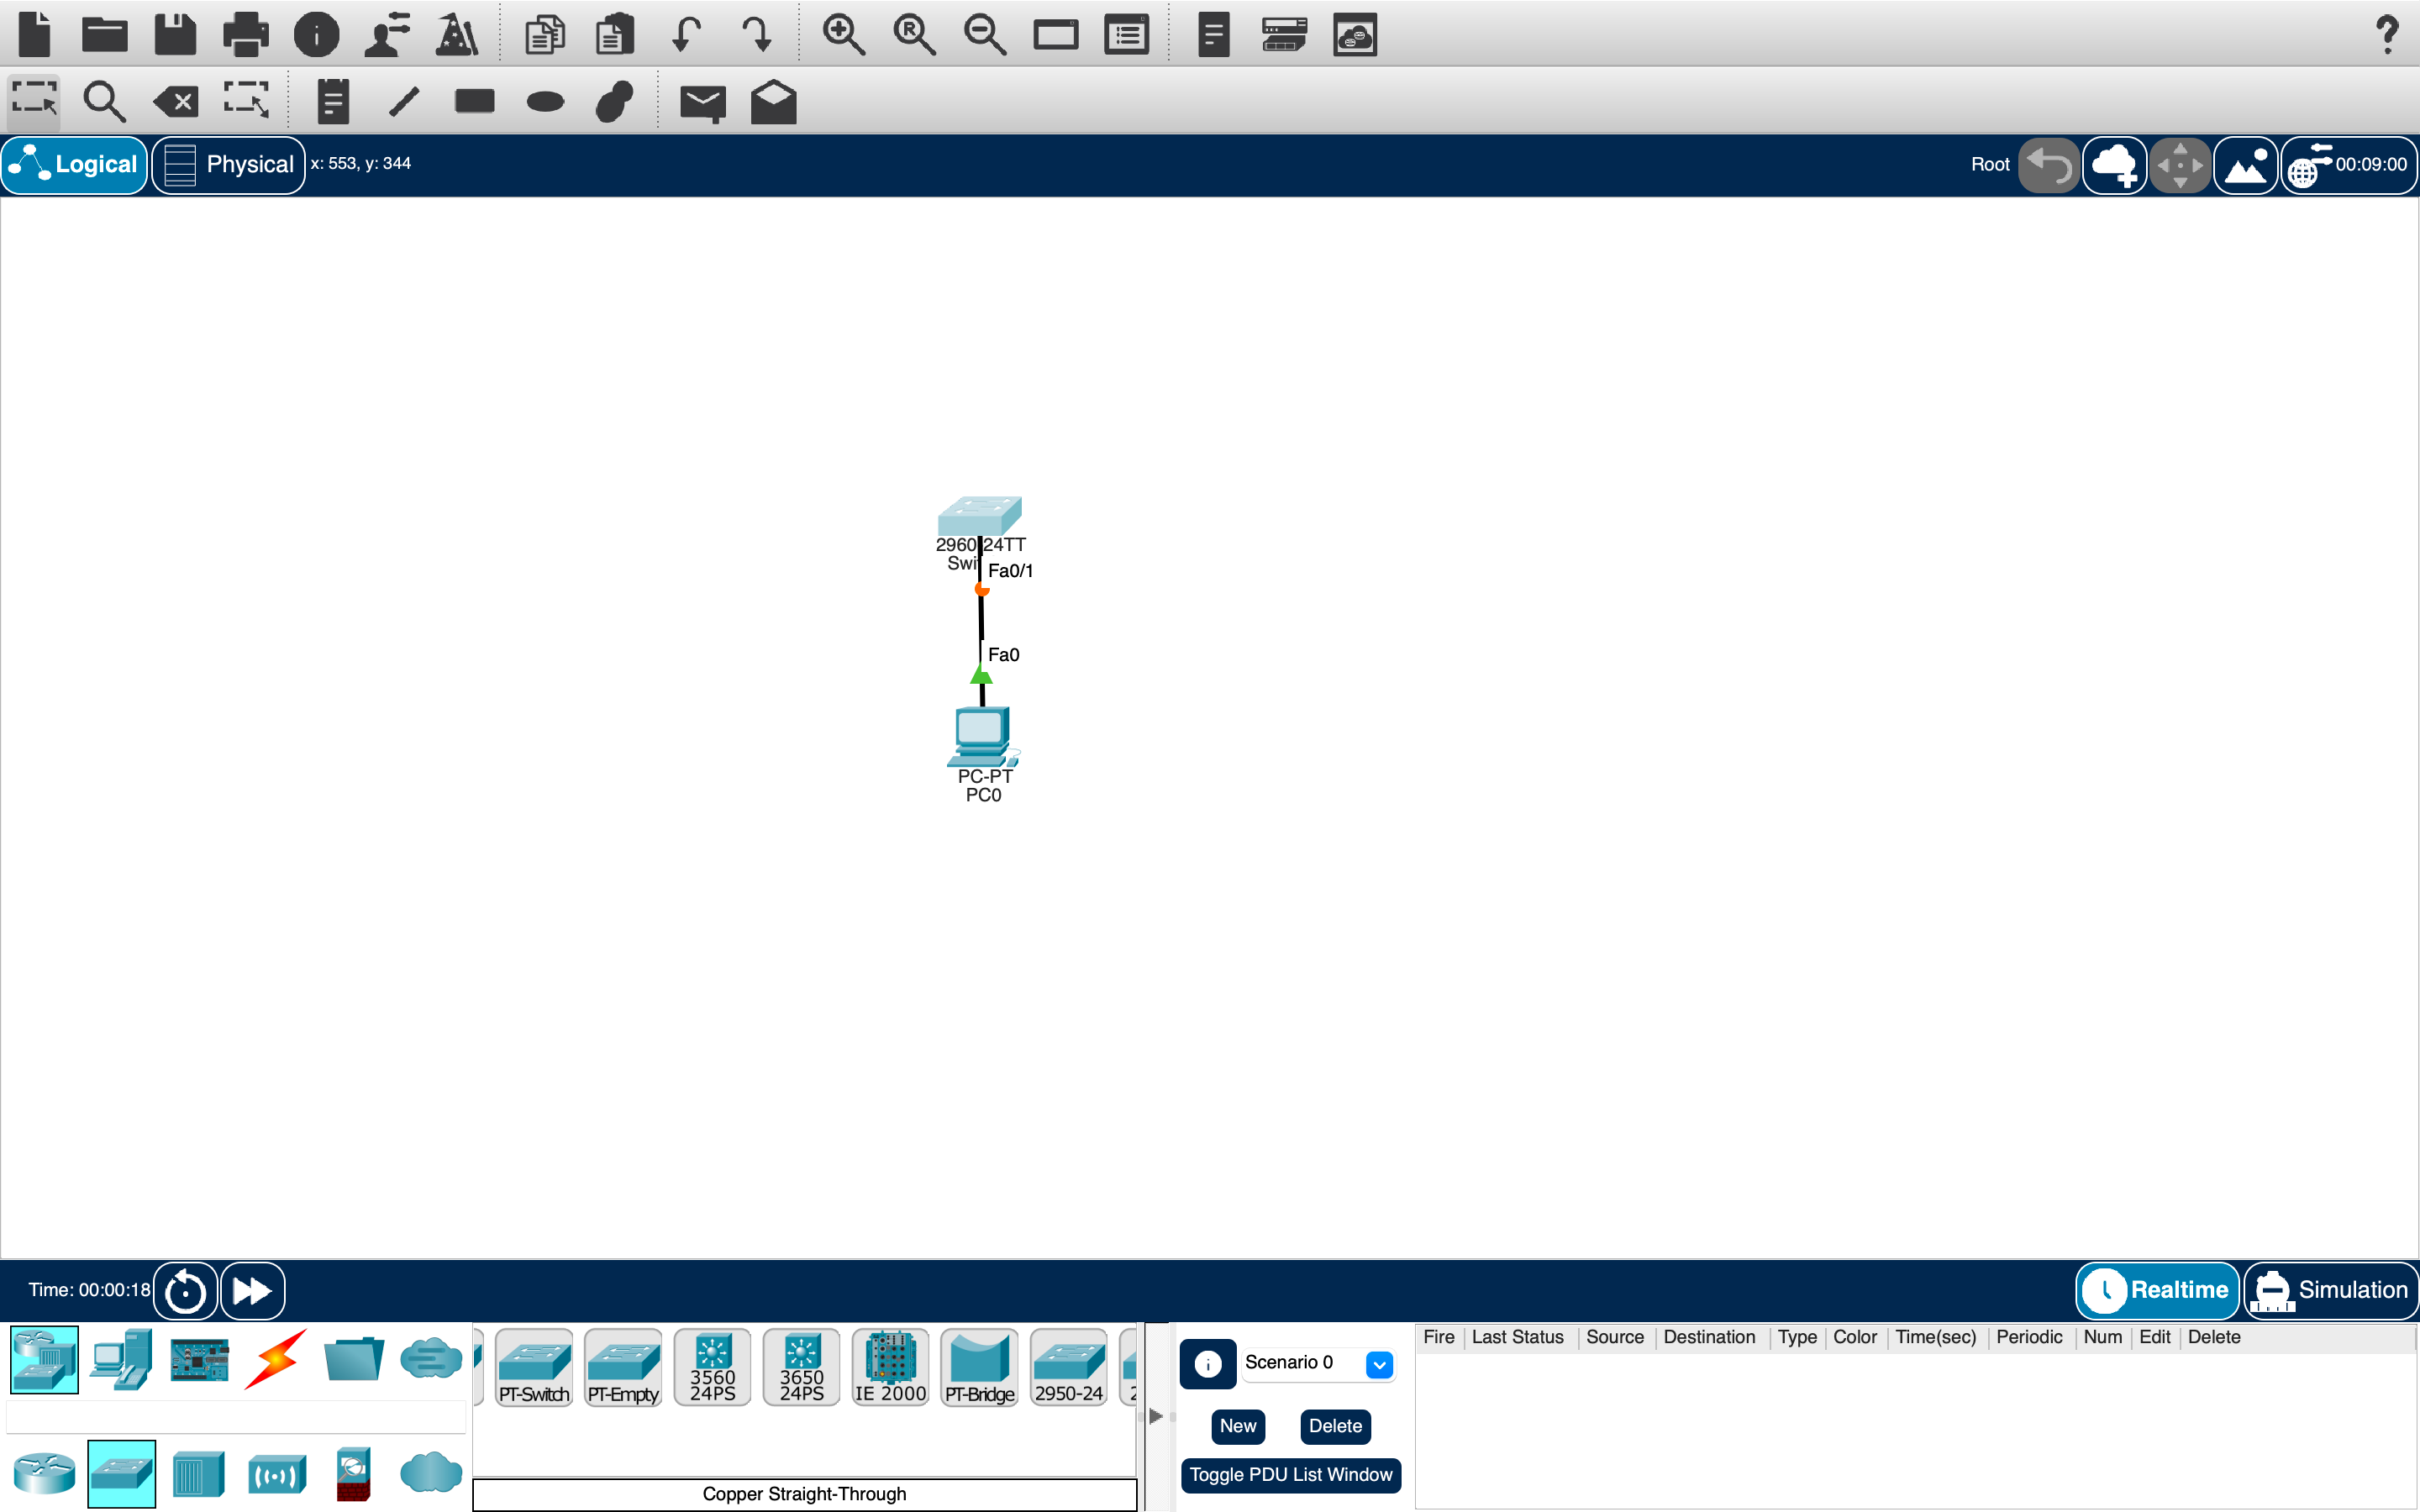 Logical
Physical
x: 553, y: 344
Root
00:09:00
2960 24TT
Swi
Fa0/1
Fa0
PC-PT
PC0
Time: 00:00:18
Realtime
Simulation
PT-Switch
PT-Empty
3560
24PS
3650
24PS
IE 2000
PT-Bridge
2950-24
Copper Straight-Through
Scenario 0
New
Delete
Toggle PDU List Window
Fire Last Status Source Destination Type Color Time(sec) Periodic Num Edit Delete